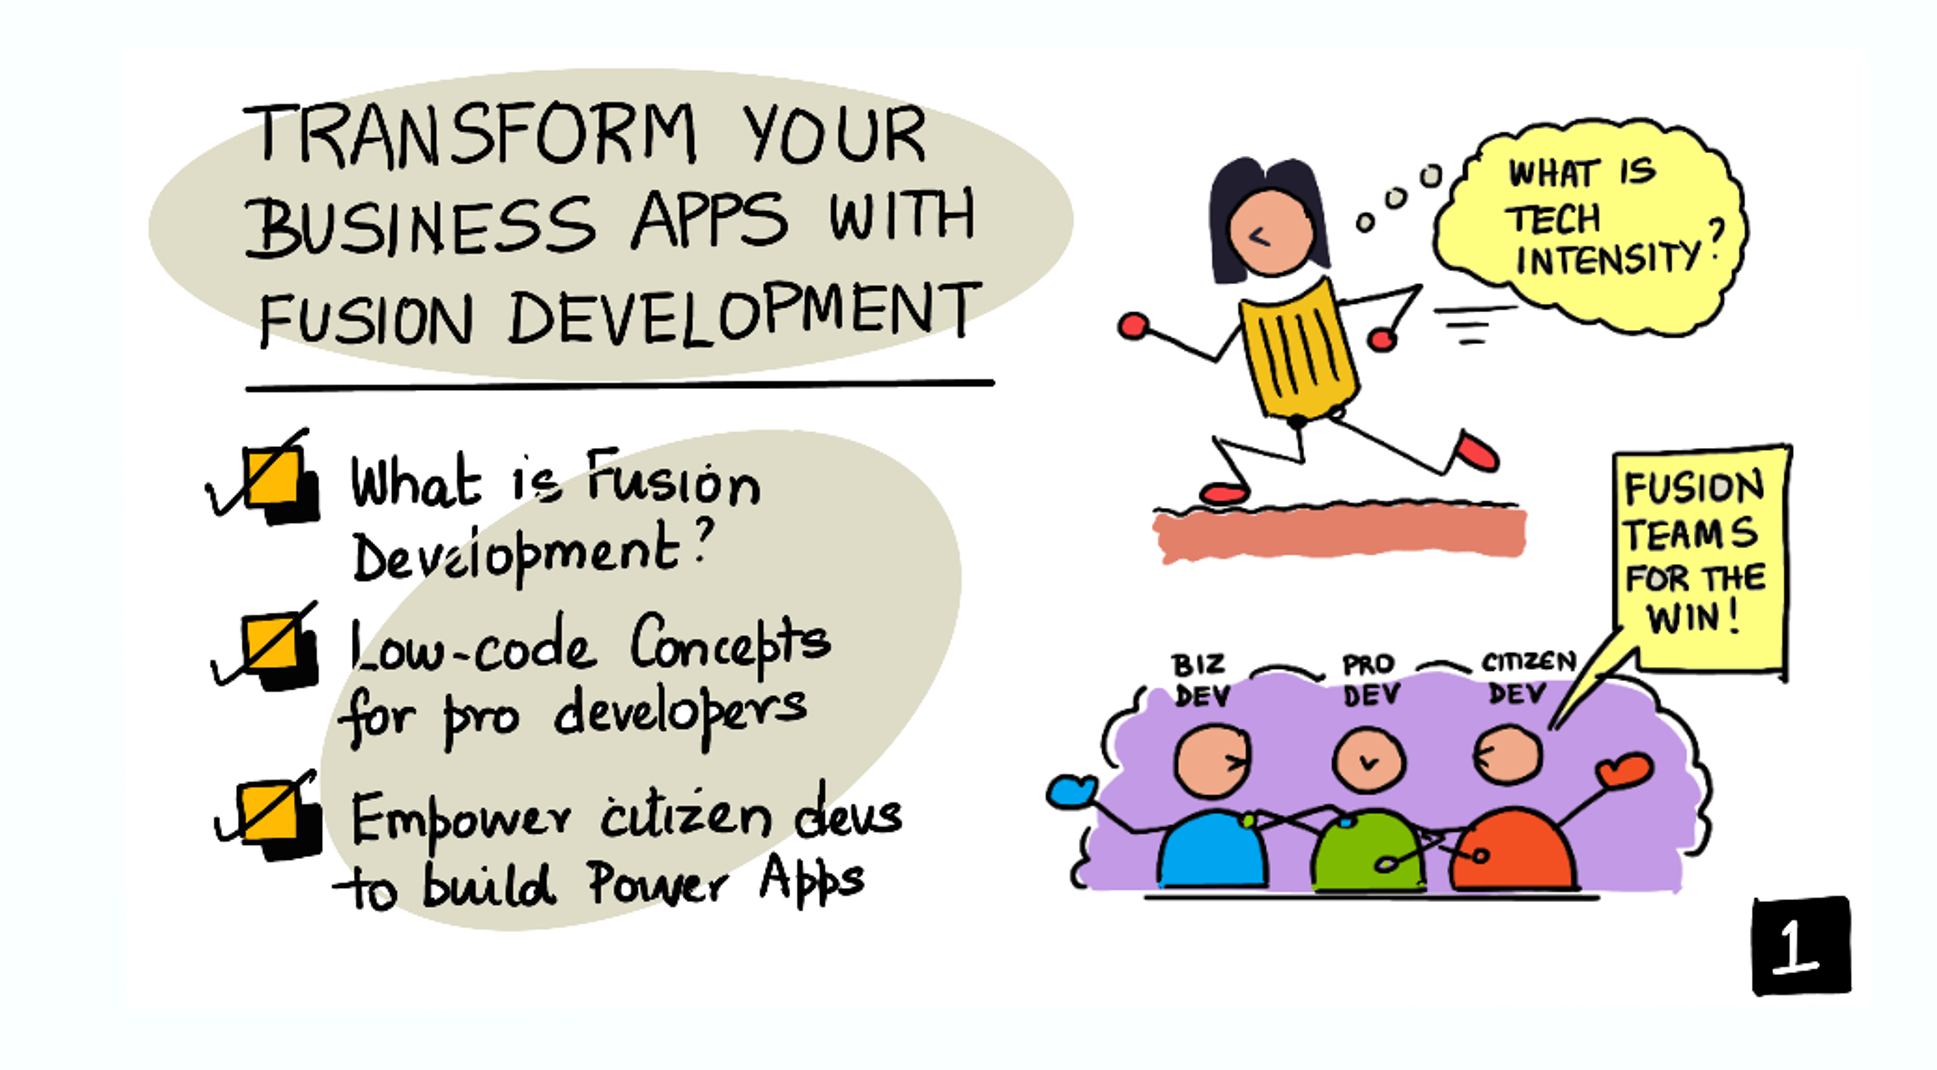 TRANSFORM YOUR
BUSINESS APPS WITH
FUSION DEVELOPMENT
What is Fusion
Development?
Low-code Concepts
for pro developers
Empower citizen devs
to build Power Apps
WHAT IS
TECH
INTENSITY?
FUSION
TEAMS
FOR THE
WIN!
BIZ
DEV
PRO
DEV
CITIZEN
DEV
1